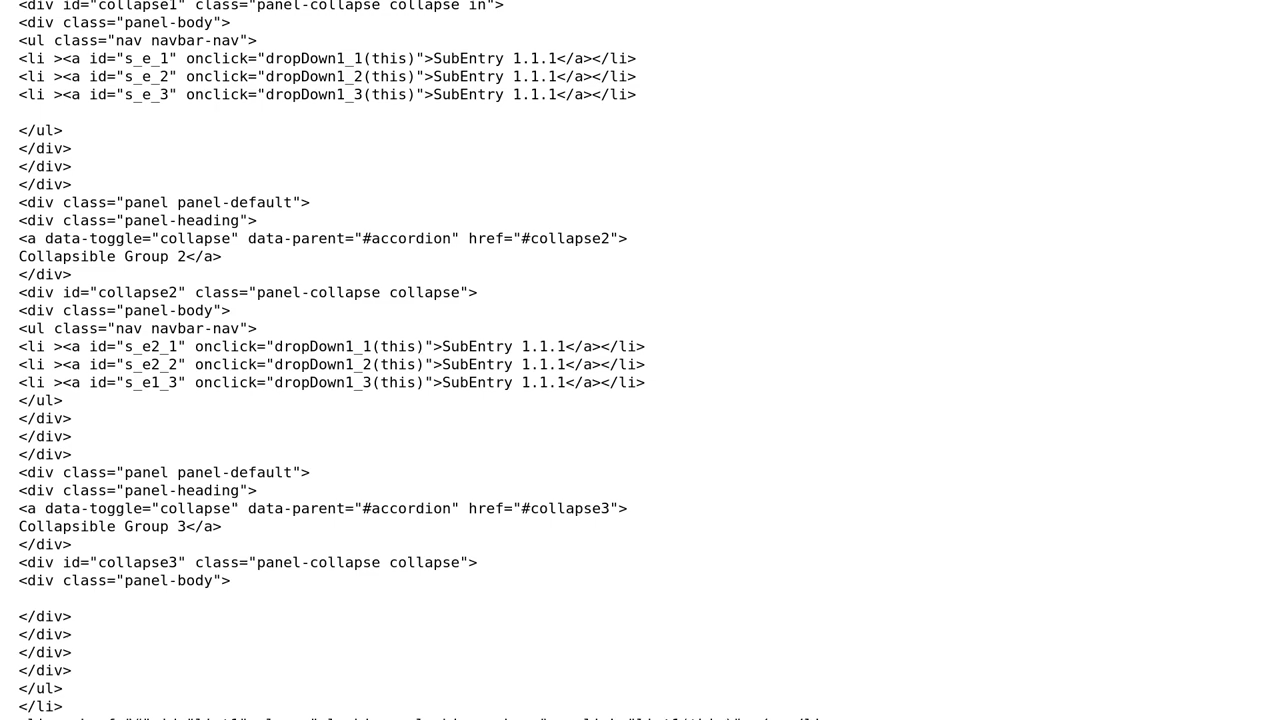 <div id="collapse1" class="panel-collapse collapse in">
<div class="panel-body">
<ul class="nav navbar-nav">
<li ><a id="s_e_1" onclick="dropDown1_1(this)">SubEntry 1.1.1</a></li>
<li ><a id="s_e_2" onclick="dropDown1_2(this)">SubEntry 1.1.1</a></li>
<li ><a id="s_e_3" onclick="dropDown1_3(this)">SubEntry 1.1.1</a></li>
</ul>
</div>
</div>
</div>
<div class="panel panel-default">
<div class="panel-heading">
<a data-toggle="collapse" data-parent="#accordion" href="#collapse2">
Collapsible Group 2</a>
</div>
<div id="collapse2" class="panel-collapse collapse">
<div class="panel-body">
<ul class="nav navbar-nav">
<li ><a id="s_e2_1" onclick="dropDown1_1(this)">SubEntry 1.1.1</a></li>
<li ><a id="s_e2_2" onclick="dropDown1_2(this)">SubEntry 1.1.1</a></li>
<li ><a id="s_e1_3" onclick="dropDown1_3(this)">SubEntry 1.1.1</a></li>
</ul>
</div>
</div>
</div>
<div class="panel panel-default">
<div class="panel-heading">
<a data-toggle="collapse" data-parent="#accordion" href="#collapse3">
Collapsible Group 3</a>
</div>
<div id="collapse3" class="panel-collapse collapse">
<div class="panel-body">
</div>
</div>
</div>
</div>
</ul>
</li>